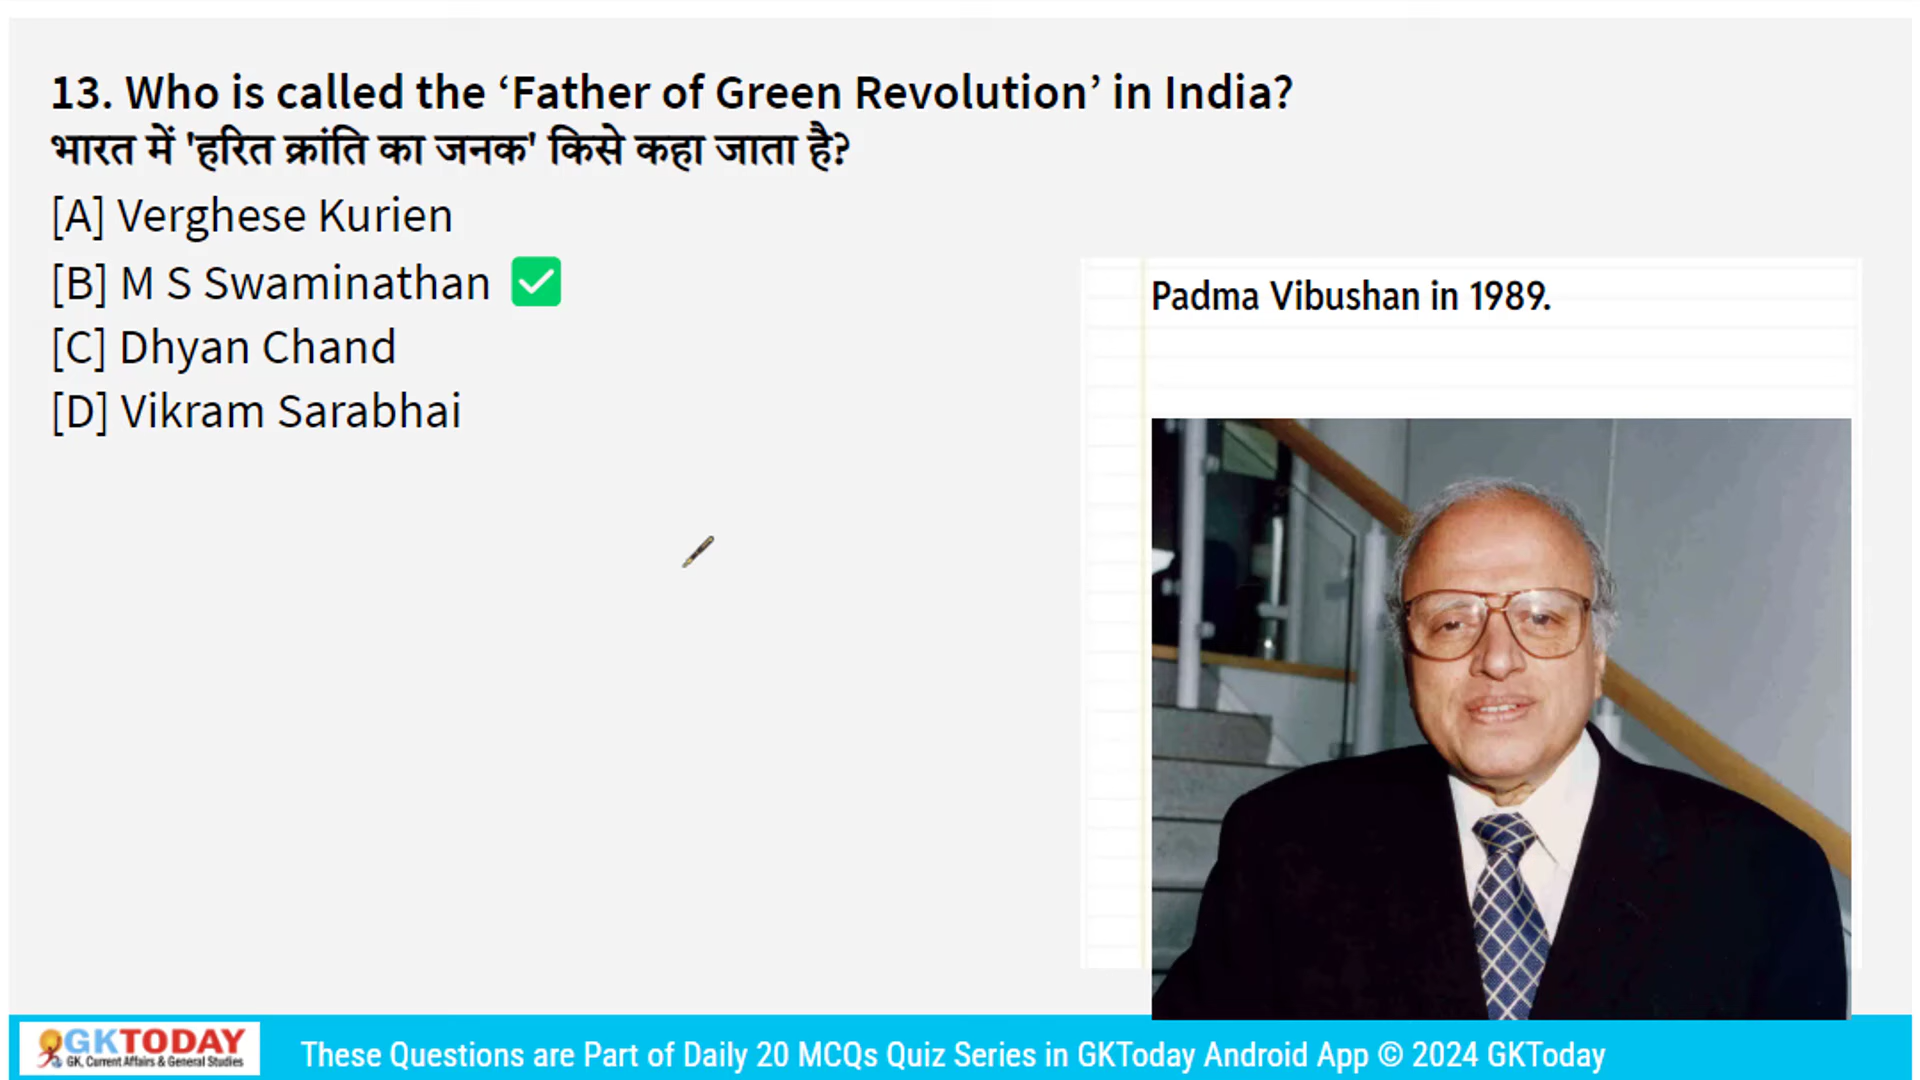 13. Who is called the ‘Father of Green Revolution’ in India?
भारत में 'हरित क्रांति का जनक' किसे कहा जाता है?
[A] Verghese Kurien
[B] M S Swaminathan
[C] Dhyan Chand
[D] Vikram Sarabhai
Padma Vibushan in 1989.
GKTODAY
GK, Current Affairs & General Studies
These Questions are Part of Daily 20 MCQs Quiz Series in GKToday Android App © 2024 GKToday